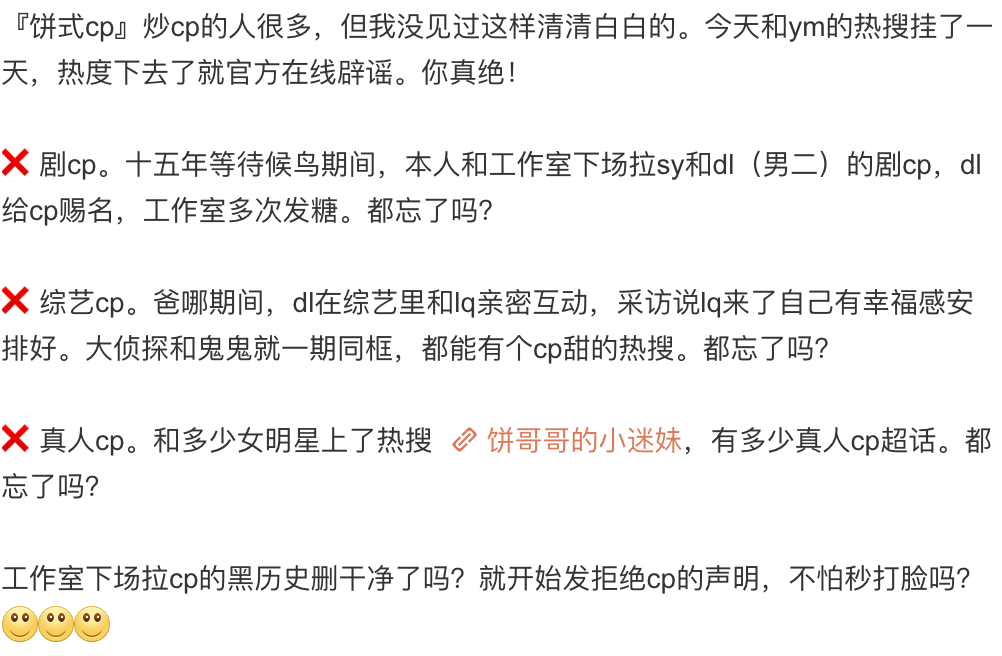 『饼式cp』炒cp的人很多，但我没见过这样清清白白的。今天和ym的热搜挂了一
天，热度下去了就官方在线辟谣。你真绝！
❌ 剧cp。十五年等待候鸟期间，本人和工作室下场拉sy和dl（男二）的剧cp，dl
给cp赐名，工作室多次发糖。都忘了吗？
❌ 综艺cp。爸哪期间，dl在综艺里和lq亲密互动，采访说lq来了自己有幸福感安
排好。大侦探和鬼鬼就一期同框，都能有个cp甜的热搜。都忘了吗？
❌ 真人cp。和多少女明星上了热搜 饼哥哥的小迷妹，有多少真人cp超话。都
忘了吗？
工作室下场拉cp的黑历史删干净了吗？就开始发拒绝cp的声明，不怕秒打脸吗？